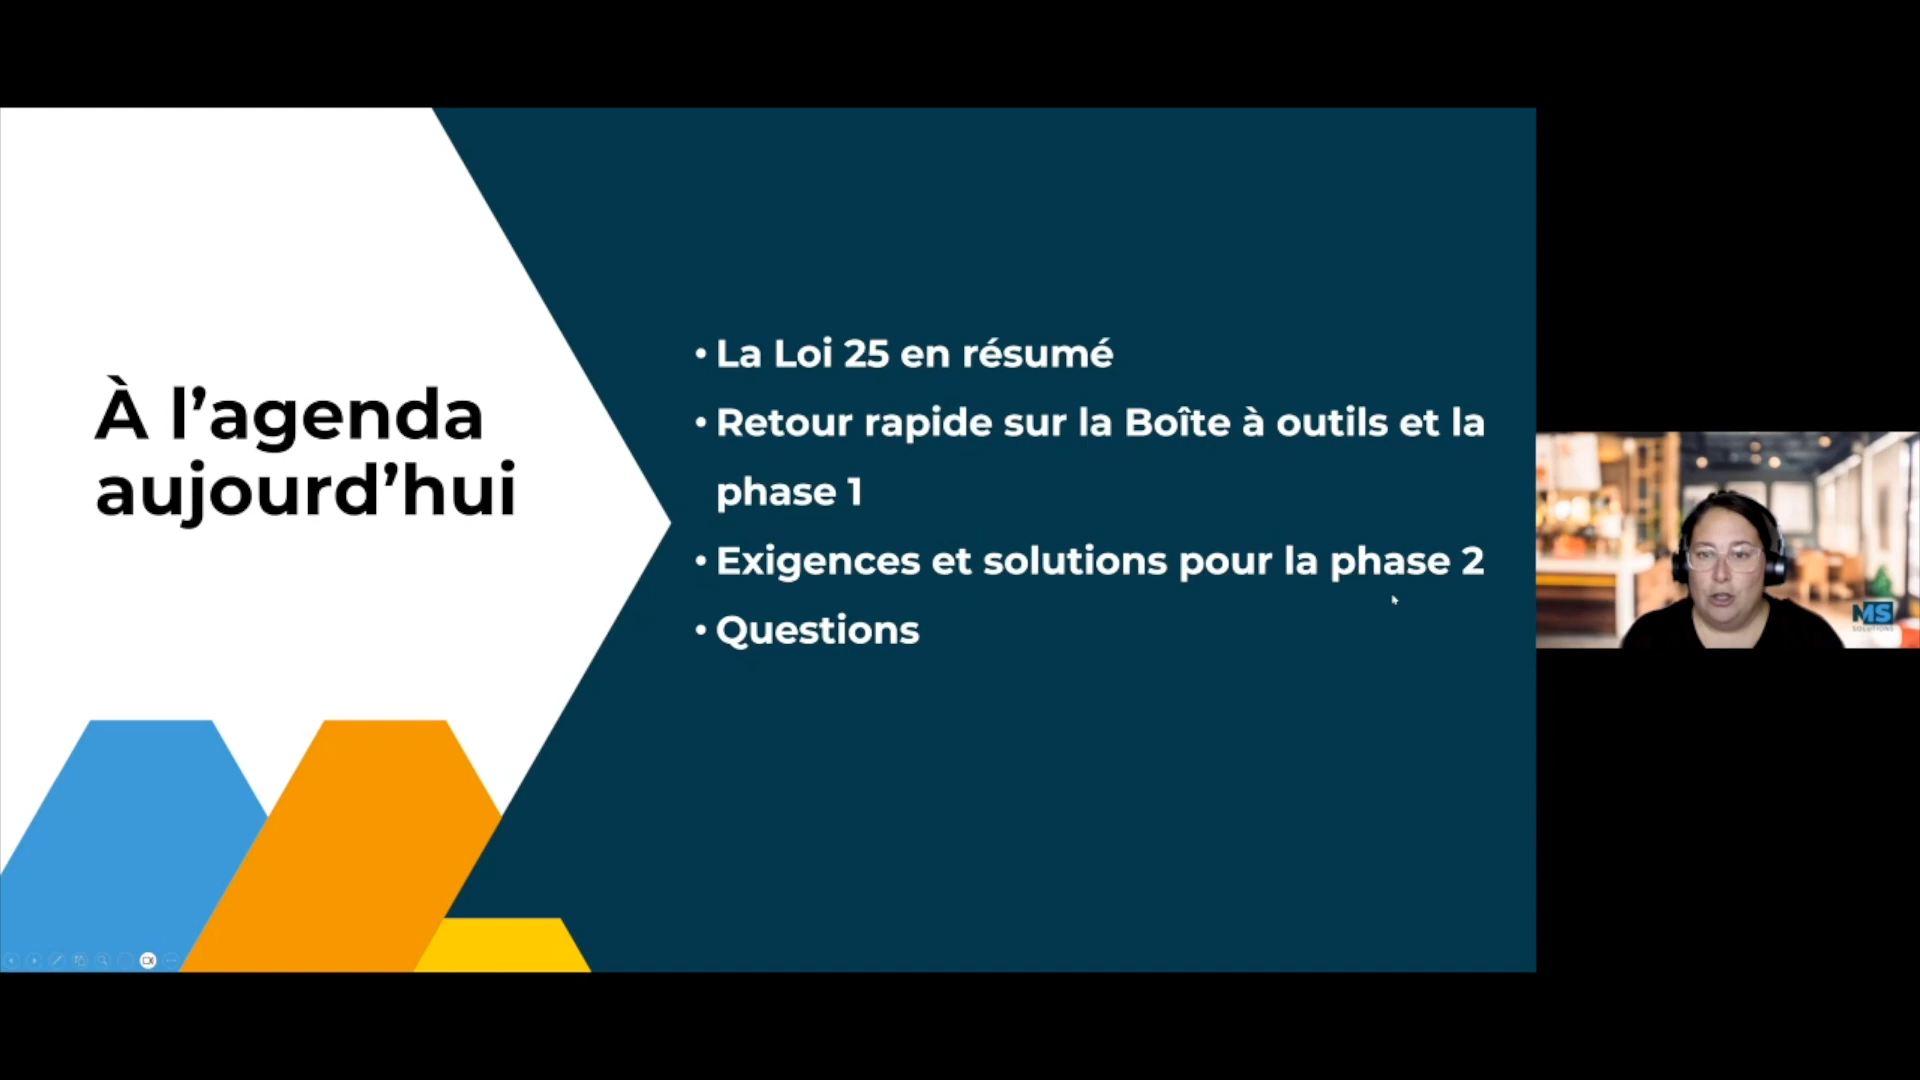 À l’agenda
aujourd’hui
• La Loi 25 en résumé
• Retour rapide sur la Boîte à outils et la
phase 1
• Exigences et solutions pour la phase 2
• Questions
MS
SOLUTIONS